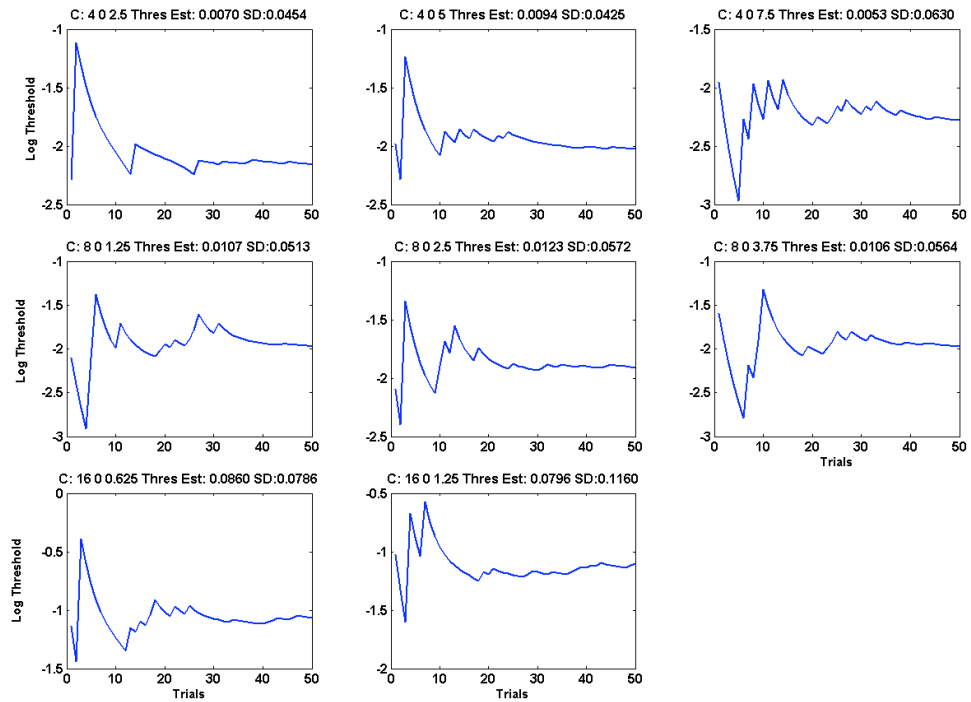 C: 4 0 2.5 Thres Est: 0.0070 SD:0.0454
-1
-1.5
-2
-2.5
0 10 20 30 40 50
Log Threshold
C: 4 0 5 Thres Est: 0.0094 SD:0.0425
-1
-1.5
-2
-2.5
0 10 20 30 40 50
C: 4 0 7.5 Thres Est: 0.0053 SD:0.0630
-1.5
-2
-2.5
-3
0 10 20 30 40 50
C: 8 0 1.25 Thres Est: 0.0107 SD:0.0513
-1
-1.5
-2
-2.5
-3
0 10 20 30 40 50
Log Threshold
C: 8 0 2.5 Thres Est: 0.0123 SD:0.0572
-1
-1.5
-2
-2.5
0 10 20 30 40 50
C: 8 0 3.75 Thres Est: 0.0106 SD:0.0564
-1
-1.5
-2
-2.5
-3
0 10 20 30 40 50
Trials
C: 16 0 0.625 Thres Est: 0.0860 SD:0.0786
0
-0.5
-1
-1.5
0 10 20 30 40 50
Log Threshold
Trials
C: 16 0 1.25 Thres Est: 0.0796 SD:0.1160
-0.5
-1
-1.5
-2
0 10 20 30 40 50
Trials